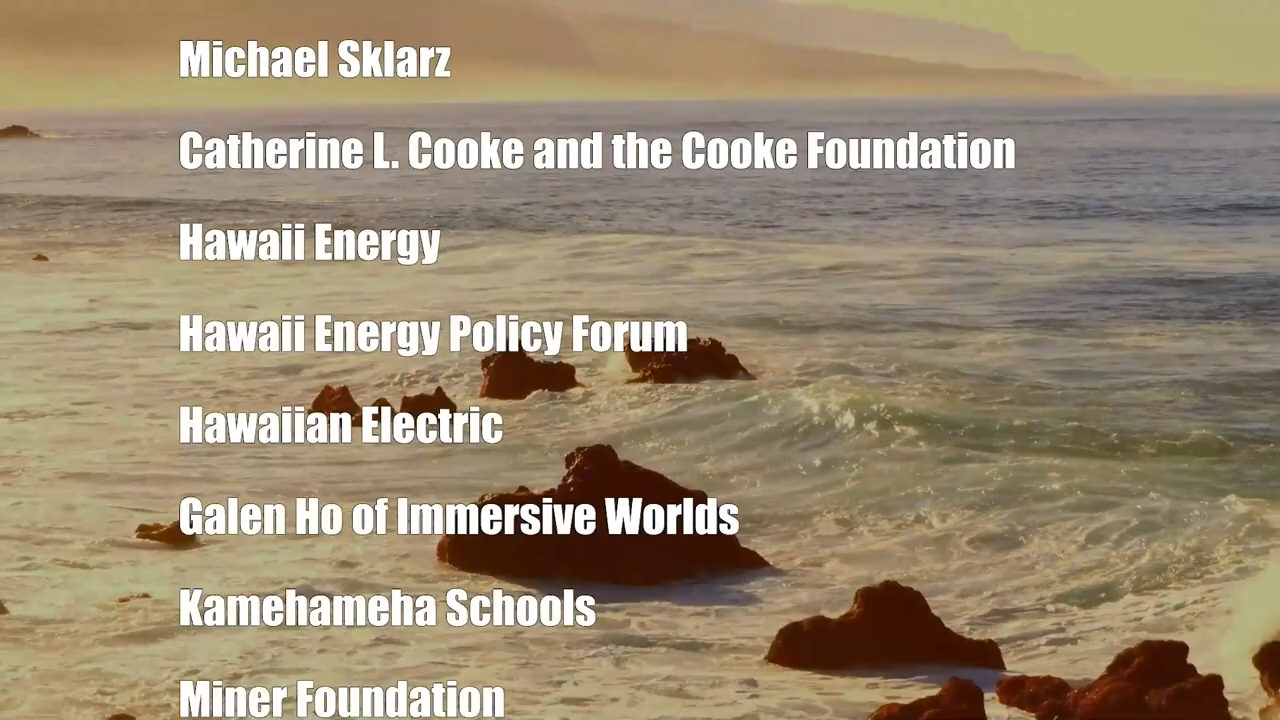 Michael Sklarz
Catherine L. Cooke and the Cooke Foundation
Hawaii Energy
Hawaii Energy Policy Forum
Hawaiian Electric
Galen Ho of Immersive Worlds
Kamehameha Schools
Miner Foundation